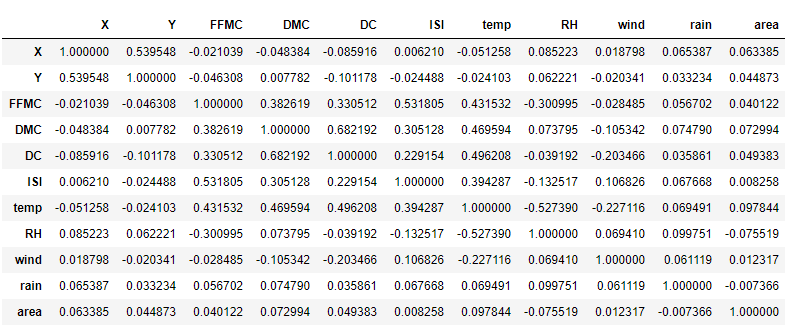 X Y FFMC DMC DC ISI temp RH wind rain area
X 1.000000 0.539548 -0.021039 -0.048384 -0.085916 0.006210 -0.051258 0.085223 0.018798 0.065387 0.063385
Y 0.539548 1.000000 -0.046308 0.007782 -0.101178 -0.024488 -0.024103 0.062221 -0.020341 0.033234 0.044873
FFMC -0.021039 -0.046308 1.000000 0.382619 0.330512 0.531805 0.431532 -0.300995 -0.028485 0.056702 0.040122
DMC -0.048384 0.007782 0.382619 1.000000 0.682192 0.305128 0.469594 0.073795 -0.105342 0.074790 0.072994
DC -0.085916 -0.101178 0.330512 0.682192 1.000000 0.229154 0.496208 -0.039192 -0.203466 0.035861 0.049383
ISI 0.006210 -0.024488 0.531805 0.305128 0.229154 1.000000 0.394287 -0.132517 0.106826 0.067668 0.008258
temp -0.051258 -0.024103 0.431532 0.469594 0.496208 0.394287 1.000000 -0.527390 -0.227116 0.069491 0.097844
RH 0.085223 0.062221 -0.300995 0.073795 -0.039192 -0.132517 -0.527390 1.000000 0.069410 0.099751 -0.075519
wind 0.018798 -0.020341 -0.028485 -0.105342 -0.203466 0.106826 -0.227116 0.069410 1.000000 0.061119 0.012317
rain 0.065387 0.033234 0.056702 0.074790 0.035861 0.067668 0.069491 0.099751 0.061119 1.000000 -0.007366
area 0.063385 0.044873 0.040122 0.072994 0.049383 0.008258 0.097844 -0.075519 0.012317 -0.007366 1.000000